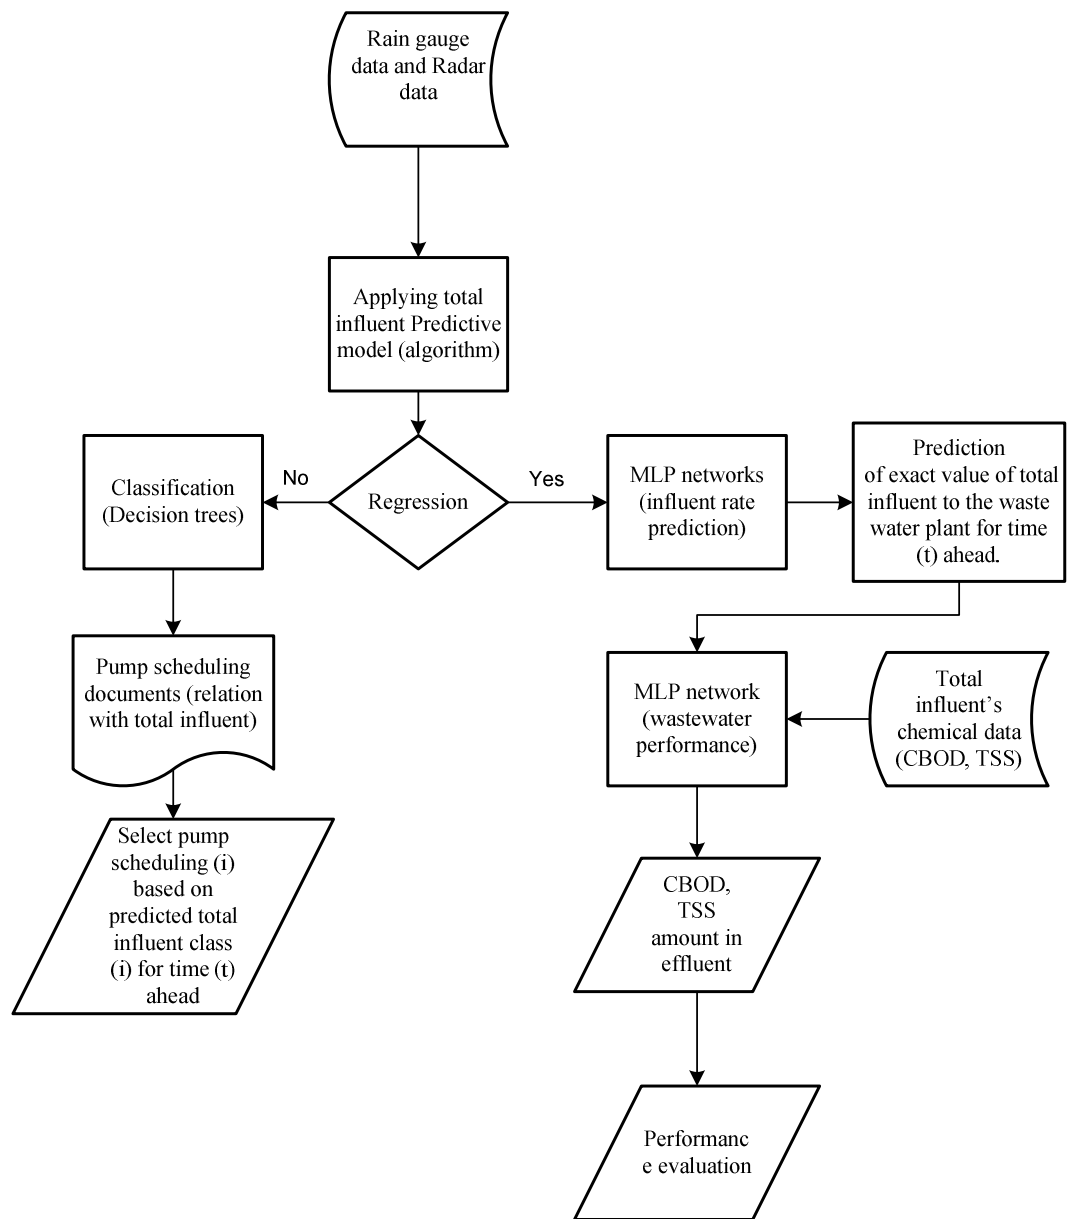 Rain gauge
data and Radar
data
Applying total
influent Predictive
model (algorithm)
Regression
No
Yes
Classification
(Decision trees)
MLP networks
(influent rate
prediction)
Prediction
of exact value of total
influent to the waste
water plant for time
(t) ahead.
Pump scheduling
documents (relation
with total influent)
MLP network
(wastewater
performance)
Total
influent’s
chemical data
(CBOD, TSS)
Select pump
scheduling (i)
based on
predicted total
influent class
(i) for time (t)
ahead
CBOD,
TSS
amount in
effluent
Performanc
e evaluation